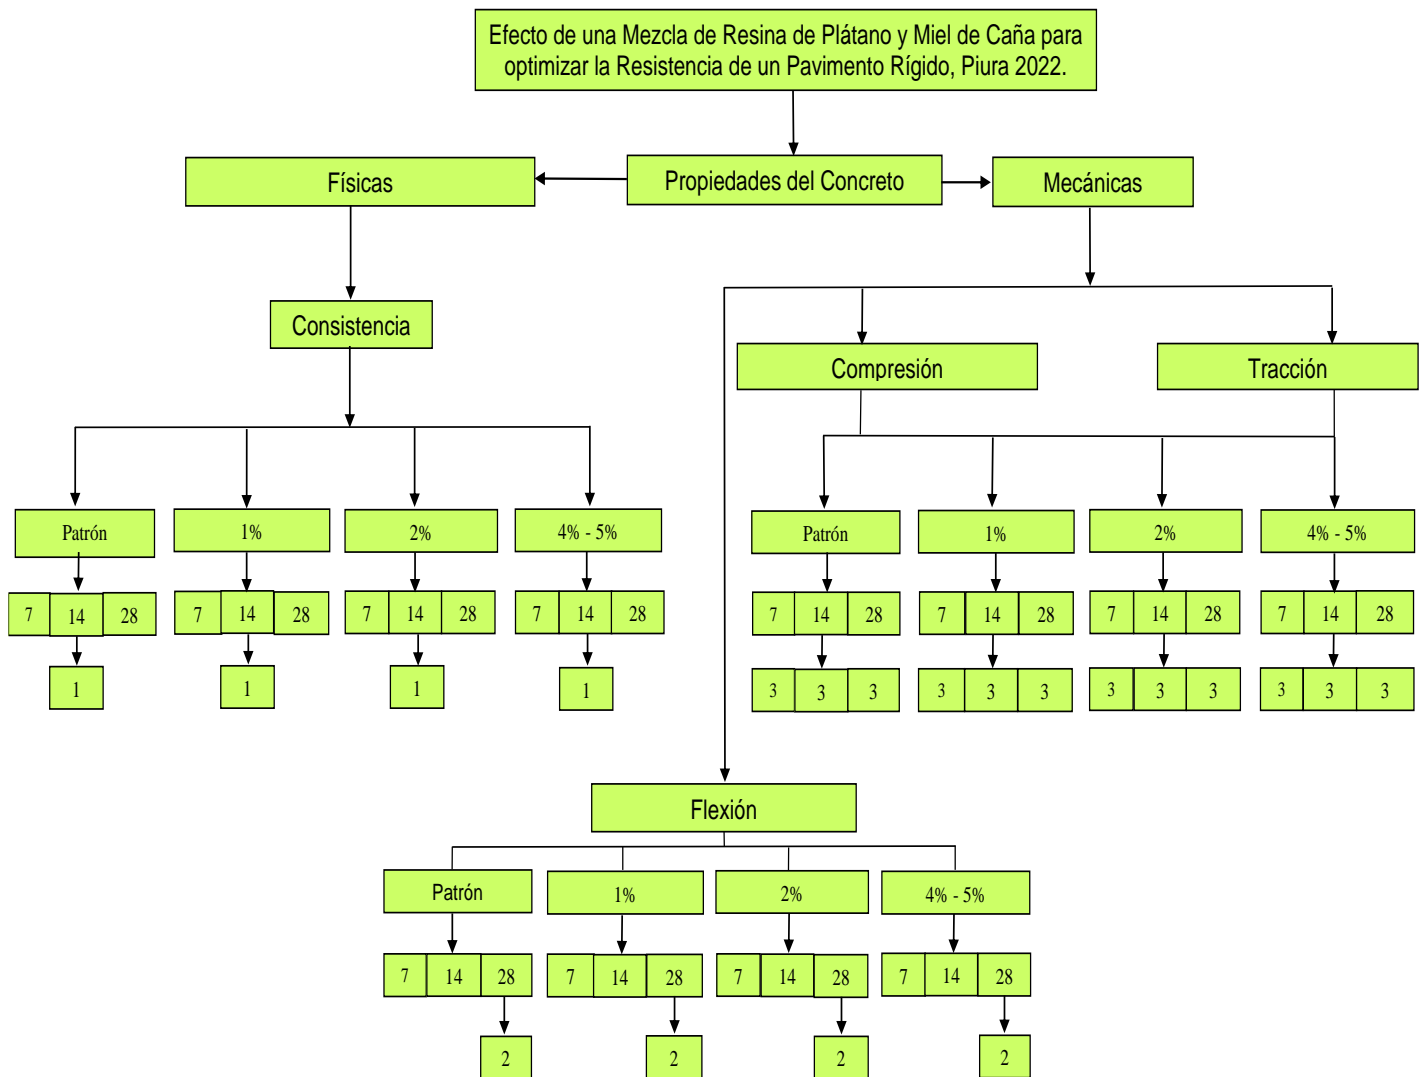 Efecto de una Mezcla de Resina de Plátano y Miel de Caña para
optimizar la Resistencia de un Pavimento Rígido, Piura 2022.
Físicas
Propiedades del Concreto
Mecánicas
Consistencia
Compresión
Tracción
Patrón
1%
2%
4% - 5%
7 14 28
7 14 28
7 14 28
7 14 28
1
1
1
1
Patrón
1%
2%
4% - 5%
7 14 28
7 14 28
7 14 28
7 14 28
3 3 3
3 3 3
3 3 3
3 3 3
Flexión
Patrón
1%
2%
4% - 5%
7 14 28
7 14 28
7 14 28
7 14 28
2
2
2
2